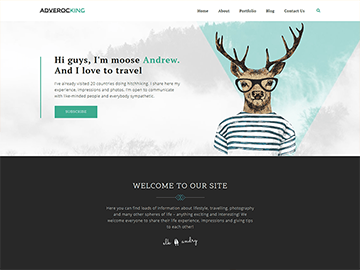 ADVEROCKING
Home About Portfolio Blog Contact Us
Hi guys, I'm moose Andrew.
And I love to travel
I've already visited 20 countries doing hitchhiking. I share here my
experience, impressions and photos. I'm open to communicate
with like-minded people and everybody sympathetic.
SUBSCRIBE
WELCOME TO OUR SITE
Here you can find loads of information about lifestyle, traveling, photography
and many other spheres of life – anything exciting and interesting! We
welcome everyone to share their life experience, impressions and giving tips
to each other!